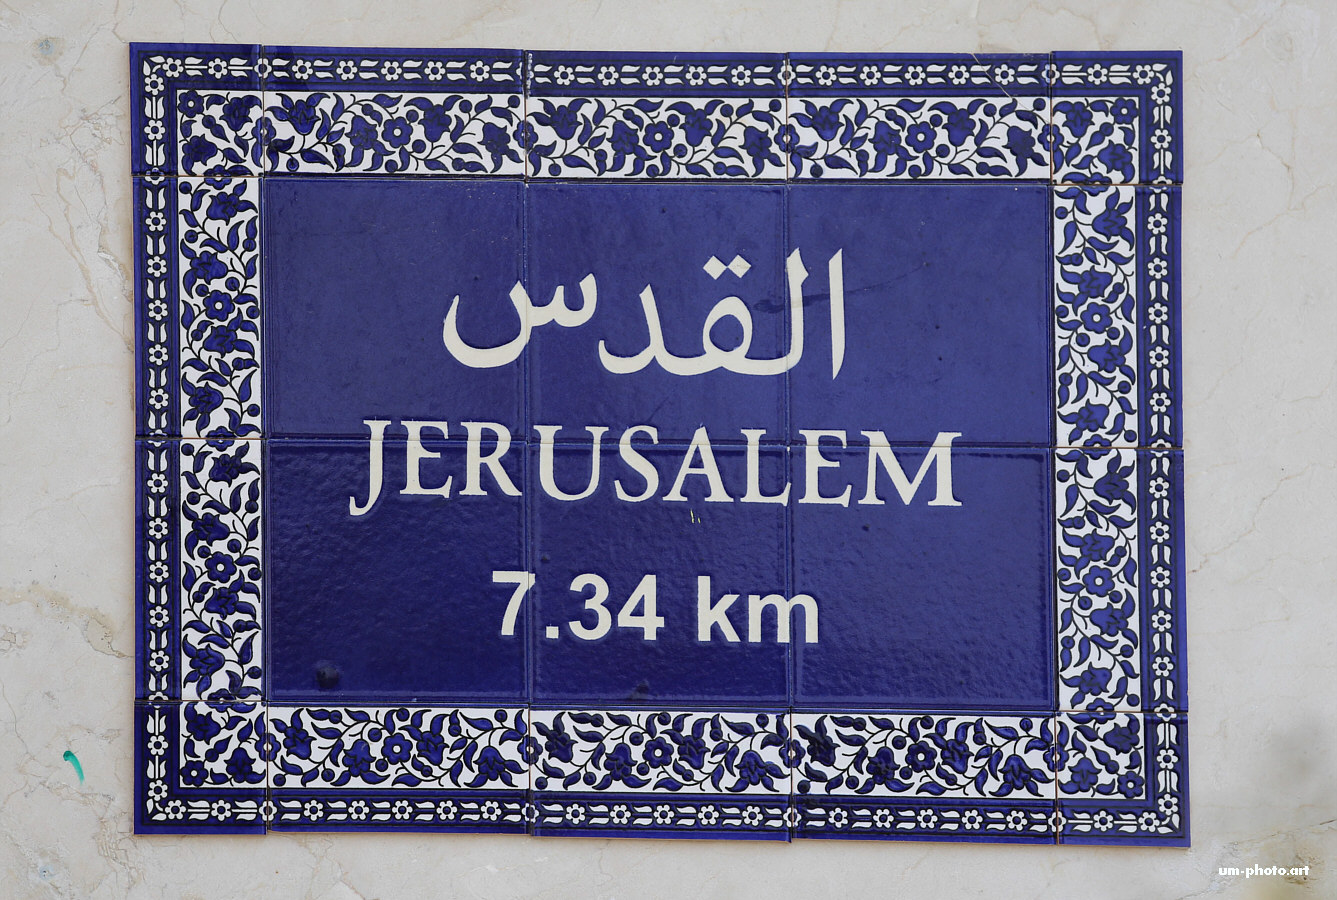 القدس
JERUSALEM
7.34 km
um-photo.art